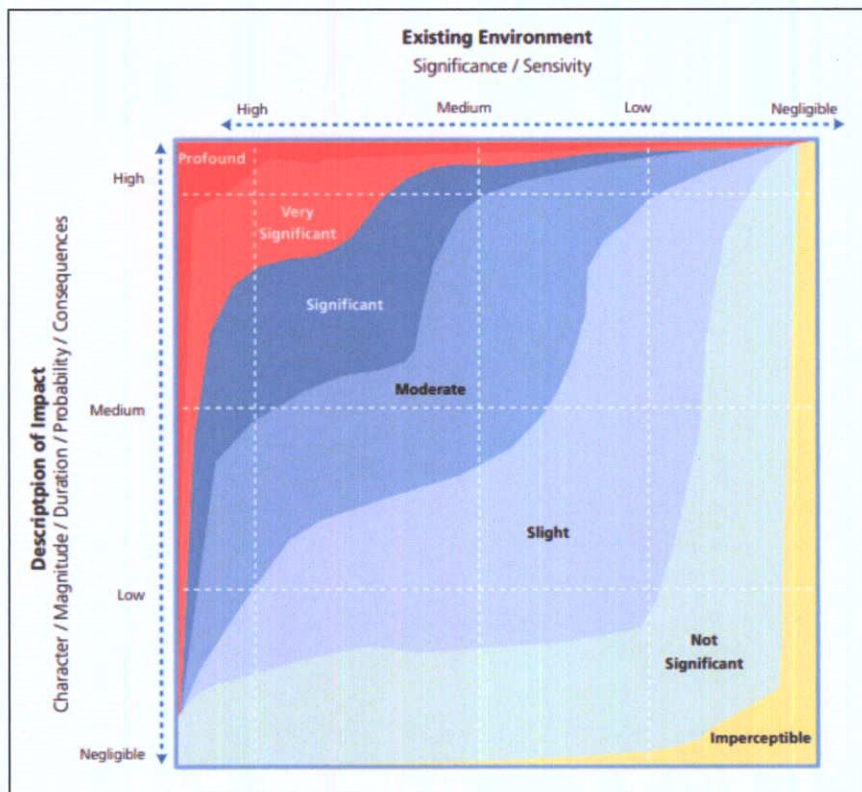 Existing Environment
Significance / Sensivity
High
Medium
Low
Negligible
Profound
High
Very
Significant
Significant
Descriptpion of Impact
Character / Magnitude / Duration / Probability / Consequences
Moderate
Medium
Slight
Low
Not
Significant
Imperceptible
Negligible